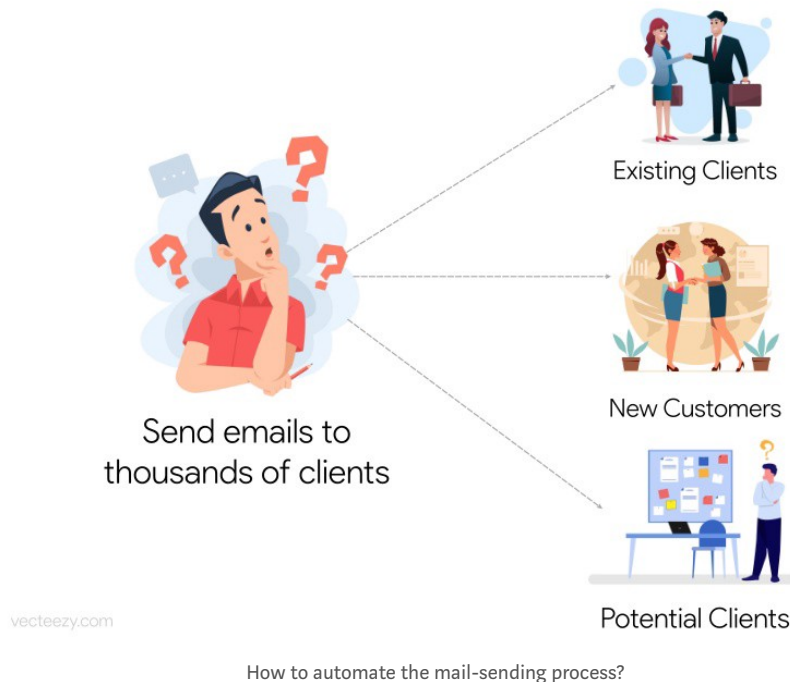 Existing Clients
Send emails to
thousands of clients
New Customers
Potential Clients
vecteezy.com
How to automate the mail-sending process?